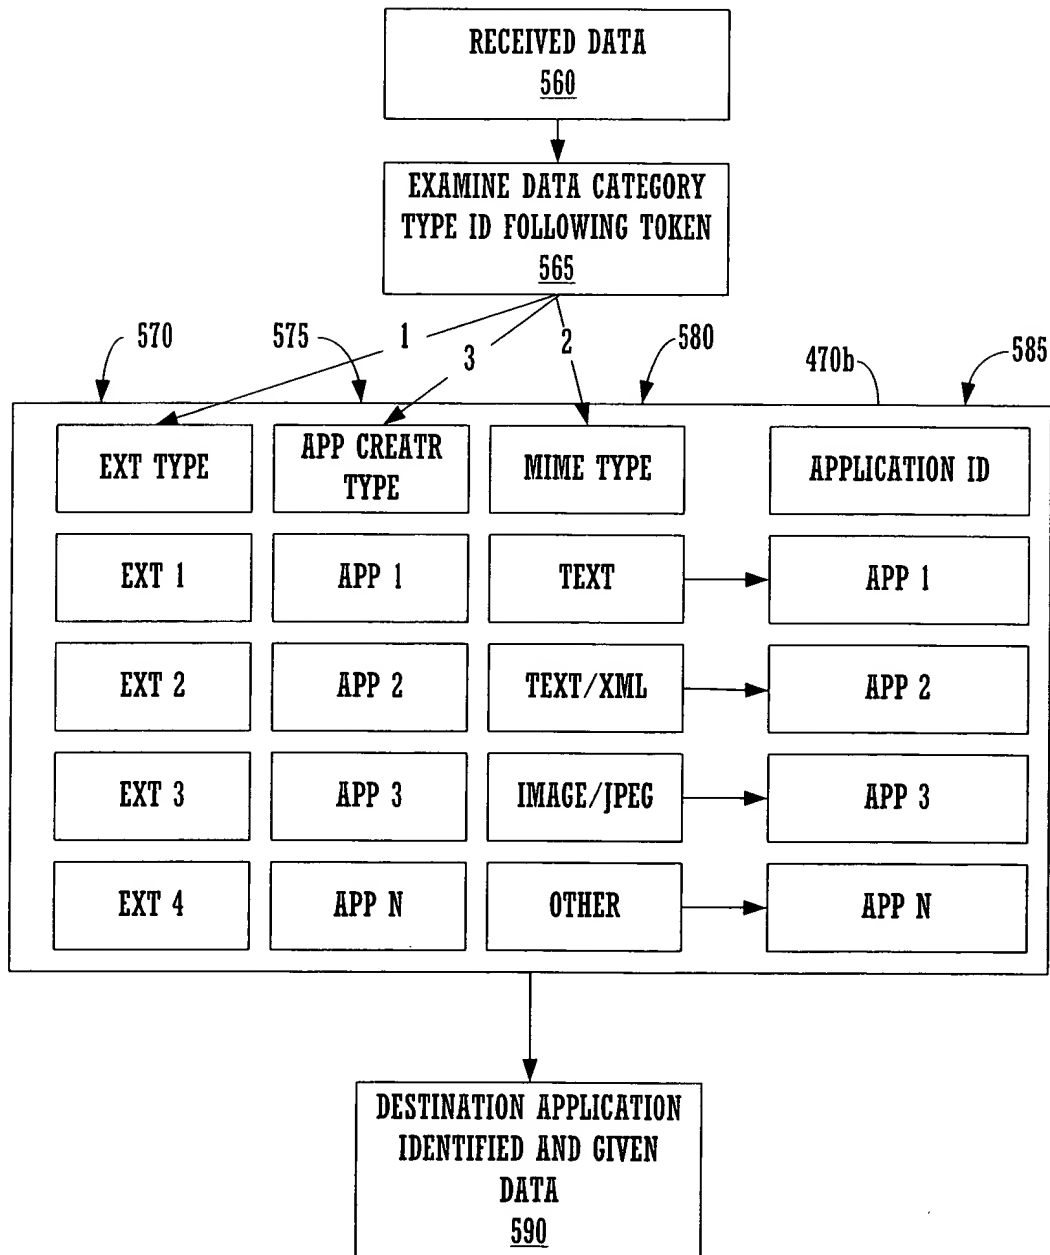 RECEIVED DATA
560
EXAMINE DATA CATEGORY
TYPE ID FOLLOWING TOKEN
565
570
575
1
3
2
580
470b
585
EXT TYPE
APP CREATR
TYPE
MIME TYPE
APPLICATION ID
EXT 1
APP 1
TEXT
APP 1
EXT 2
APP 2
TEXT/XML
APP 2
EXT 3
APP 3
IMAGE/JPEG
APP 3
EXT 4
APP N
OTHER
APP N
DESTINATION APPLICATION
IDENTIFIED AND GIVEN
DATA
590